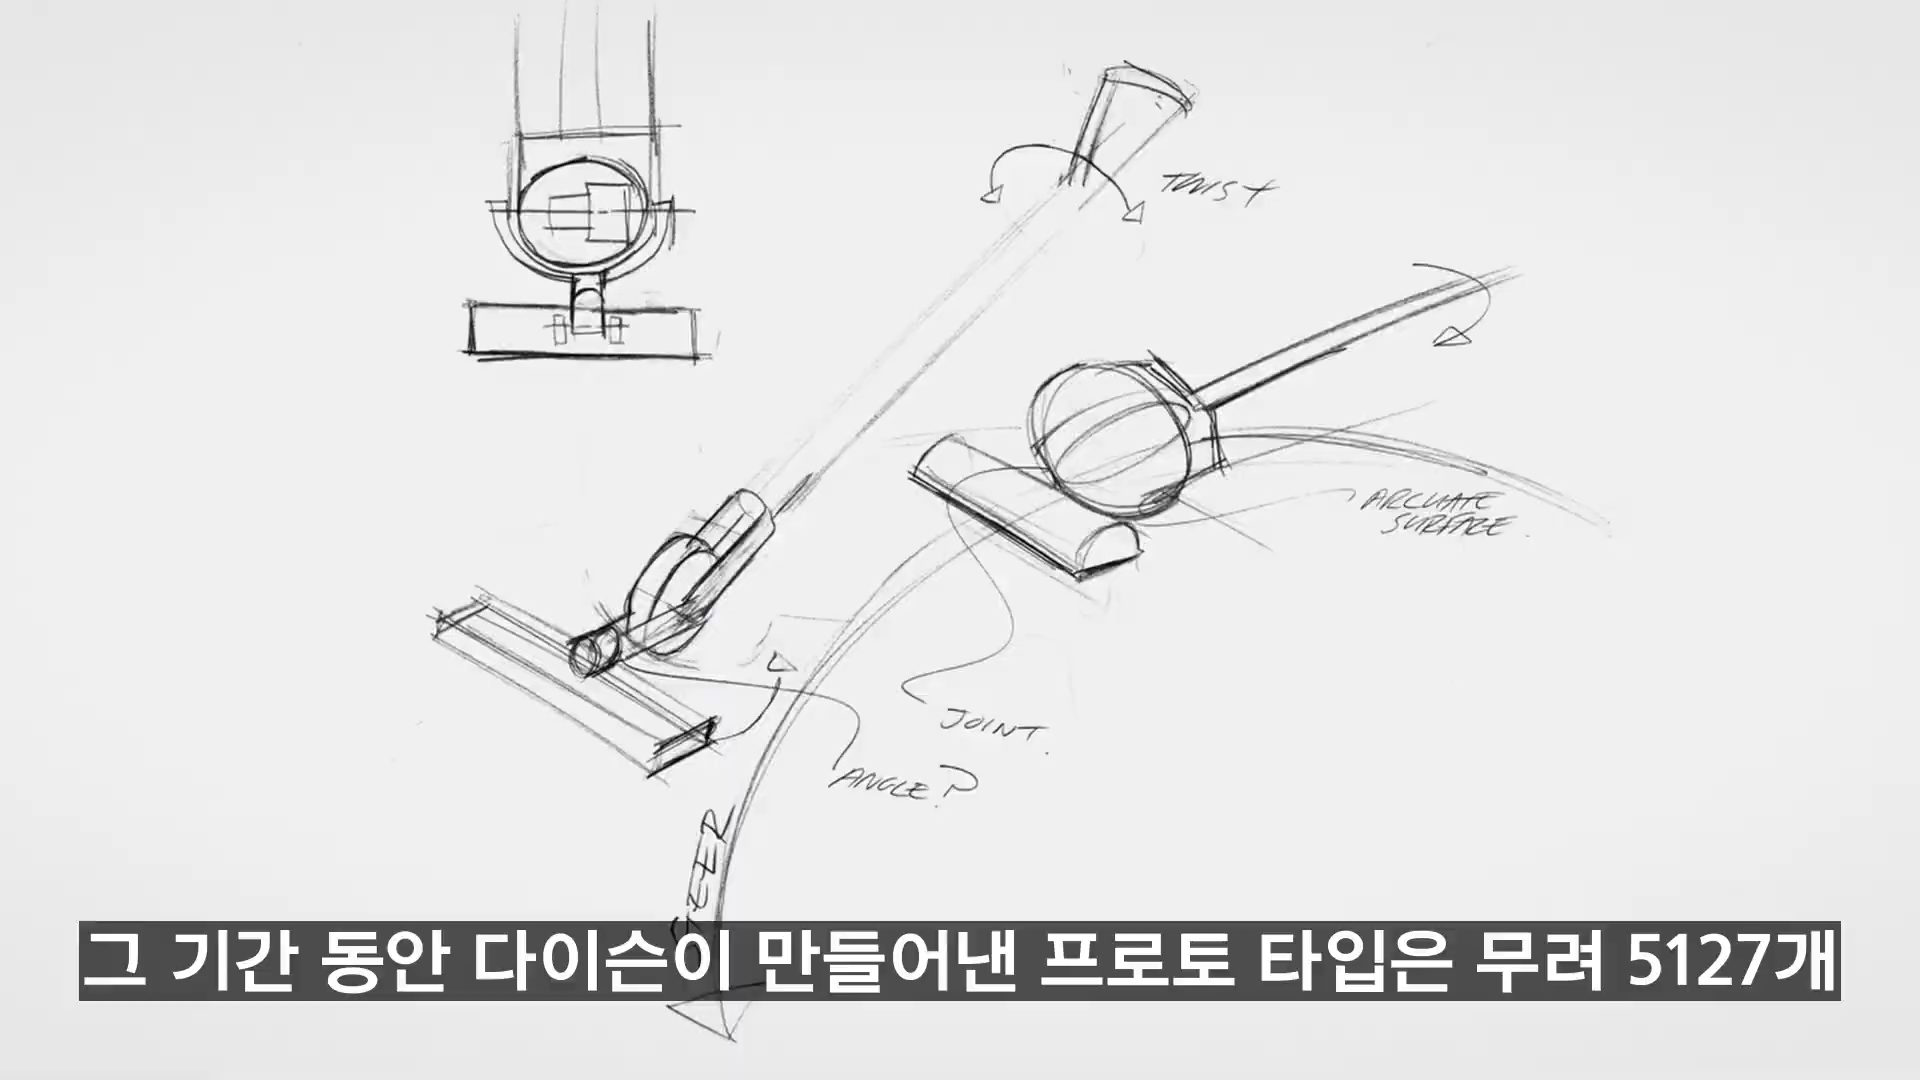 TWIST
ARCUATE
SURFACE.
JOINT.
ANGLE?
STEER
그 기간 동안 다이슨이 만들어낸 프로토 타입은 무려 5127개